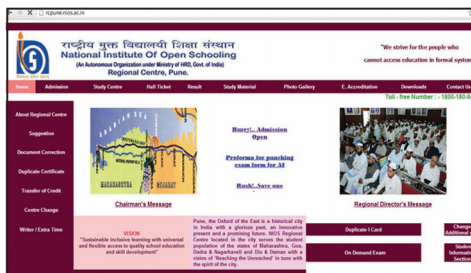 rcpune.nios.ac.in
राष्ट्रीय मुक्त विद्यालयी शिक्षा संस्थान
National Institute Of Open Schooling
(An Autonomous Organization under Ministry of HRD, Govt. of India)
Regional Centre, Pune.
"We strive for the people who
cannot access education in formal system
Home Admission Study Centre Hall Ticket Result Study Material Photo Gallery E. Accreditation Downloads Contact Us
Toll - free Number : - 1800-180-9
About Regional Centre
Suggestion
Document Correction
Duplicate Certificate
Transfer of Credit
Centre Change
Writer / Extra Time
ARABIAN SEA
MAHARASHTRA
GUJARAT
Chairman's Message
Hurry!.. Admission
Open
Proforma for punching
exam form for AI
Rush!..Save one
Regional Director's Message
VISION
"Sustainable inclusive learning with universal
and flexible access to quality school education
and skill development"
Pune, the Oxford of the East is a historical city
in India with a glorious past, an innovative
present and a promising future. NIOS Regional
Centre located in the city serves the student
population of the states of Maharashtra, Goa,
Dadra & Nagarhaveli and Diu & Daman with a
vision of 'Reaching the Unreached' in tune with
the spirit of the city.
Duplicate I Card
On Demand Exam
Change
Additional
Student
Information
Section